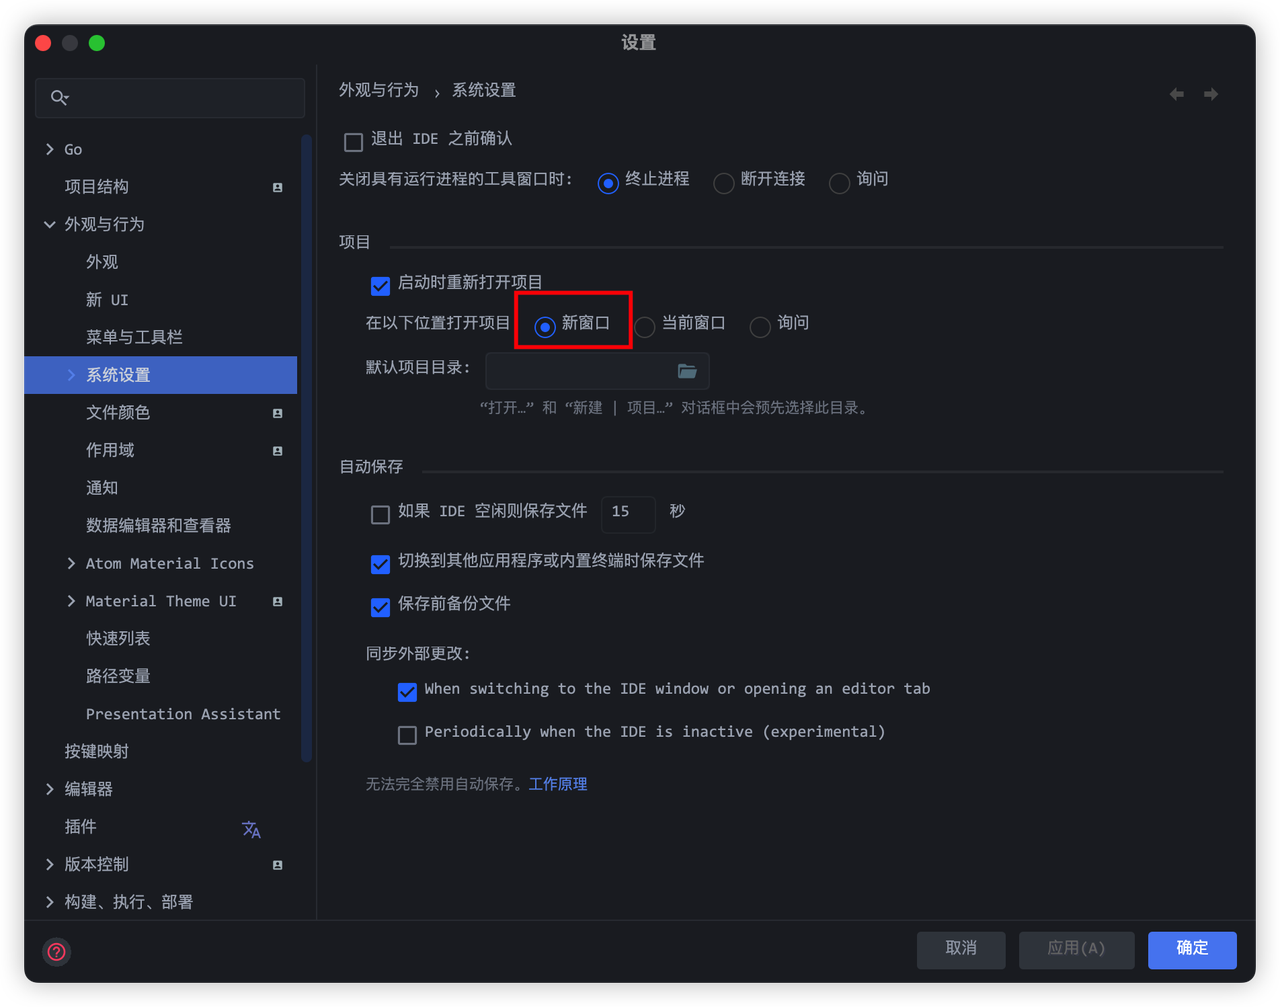 设置
Go
项目结构
外观与行为
外观
新 UI
菜单与工具栏
系统设置
文件颜色
作用域
通知
数据编辑器和查看器
Atom Material Icons
Material Theme UI
快速列表
路径变量
Presentation Assistant
按键映射
编辑器
插件
版本控制
构建、执行、部署
外观与行为 › 系统设置
退出 IDE 之前确认
关闭具有运行进程的工具窗口时: 终止进程 断开连接 询问
项目
启动时重新打开项目
在以下位置打开项目 新窗口 当前窗口 询问
默认项目目录:
“打开…” 和 “新建 | 项目…” 对话框中会预先选择此目录。
自动保存
如果 IDE 空闲则保存文件 15 秒
切换到其他应用程序或内置终端时保存文件
保存前备份文件
同步外部更改:
When switching to the IDE window or opening an editor tab
Periodically when the IDE is inactive (experimental)
无法完全禁用自动保存。工作原理
取消 应用(A) 确定